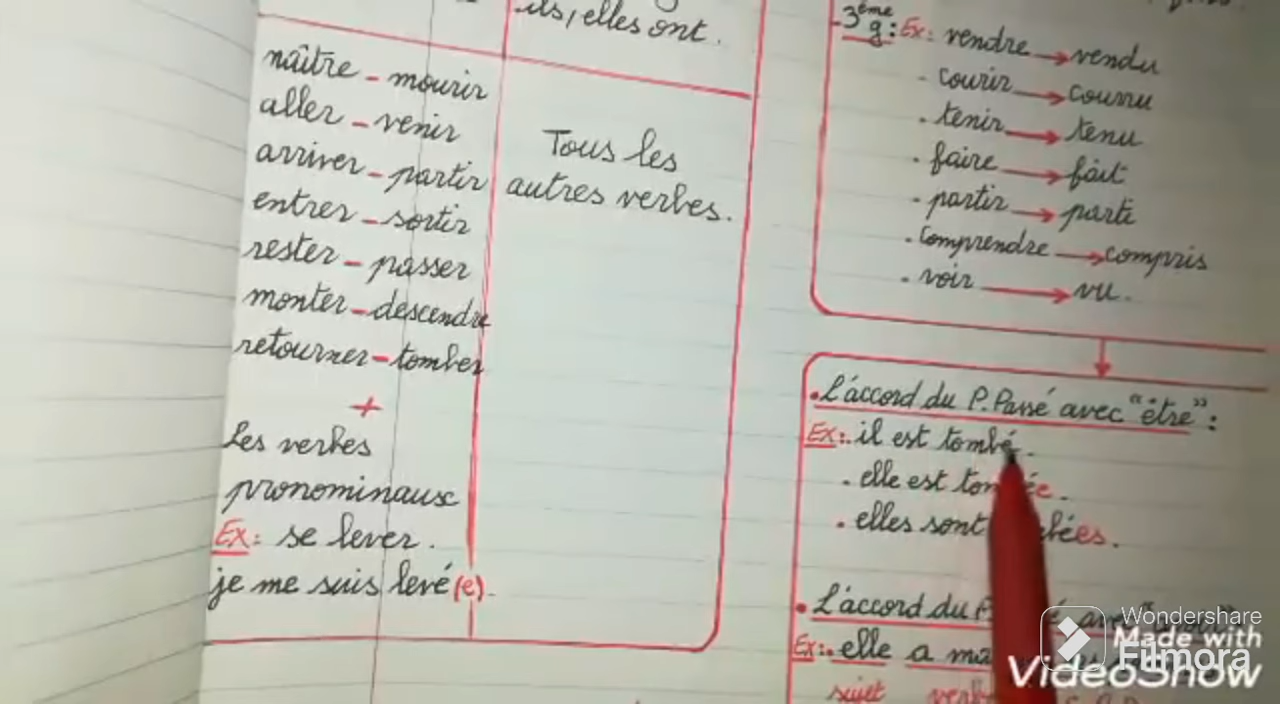 ils, elles ont.
naître - mourir
aller - venir
arriver - partir
entrer - sortir
rester - passer
monter - descendre
retourner - tomber
+
Les verbes
pronominaux
Ex: se lever.
je me suis levé(e).
Tous les
autres verbes.
3ème g: Ex: vendre → vendu
. courir → couru
. tenir → tenu
. faire → fait
. partir → parti
. comprendre → compris
. voir → vu.
. L'accord du P. Passé avec "être":
Ex: . il est tombé.
. elle est
. elles sont
. L'accord du
Ex: . elle a
sujet
Wondershare
Filmora
Made with
VideoShow